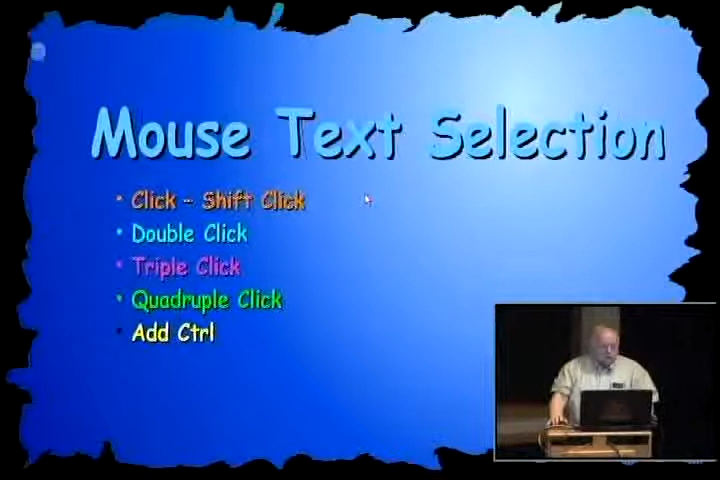 Mouse Text Selection
Click - Shift Click
Double Click
Triple Click
Quadruple Click
Add Ctrl